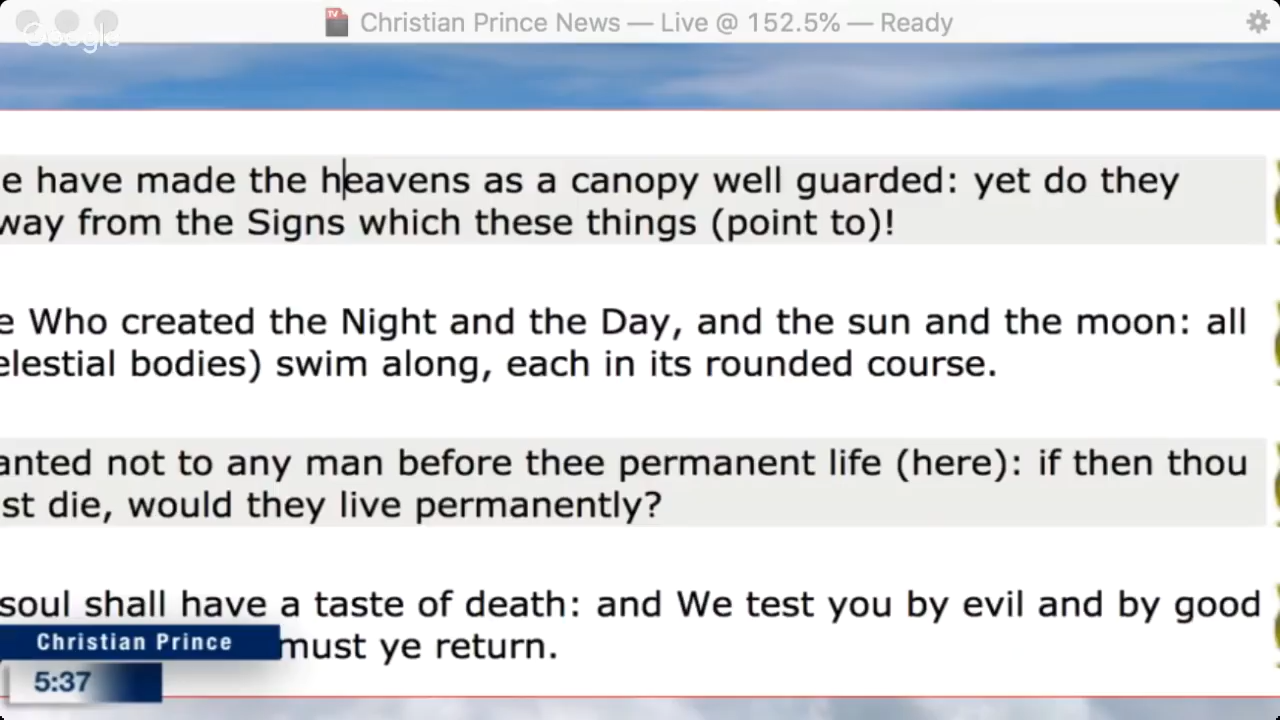 Google
Christian Prince News — Live @ 152.5% — Ready
e have made the heavens as a canopy well guarded: yet do they
way from the Signs which these things (point to)!
e Who created the Night and the Day, and the sun and the moon: all
elestial bodies) swim along, each in its rounded course.
anted not to any man before thee permanent life (here): if then thou
st die, would they live permanently?
soul shall have a taste of death: and We test you by evil and by good
must ye return.
Christian Prince
5:37